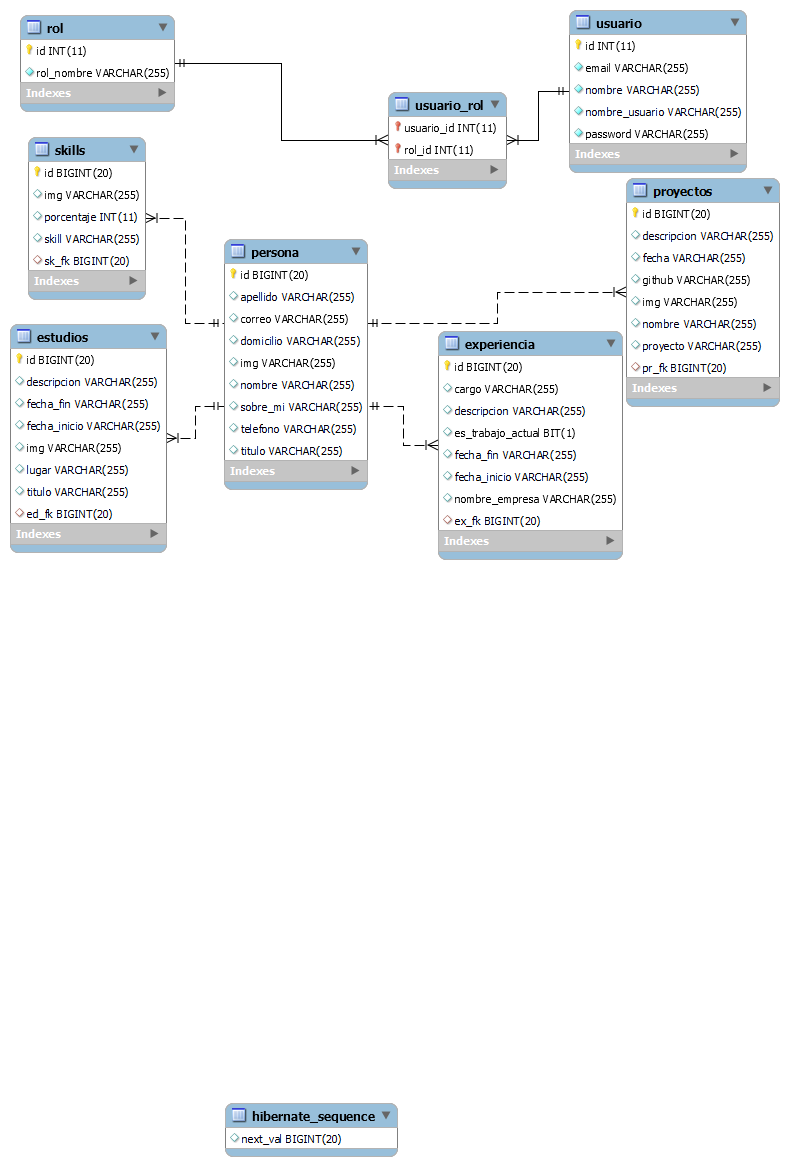 rol
id INT(11)
rol_nombre VARCHAR(255)
Indexes
usuario
id INT(11)
email VARCHAR(255)
nombre VARCHAR(255)
nombre_usuario VARCHAR(255)
password VARCHAR(255)
Indexes
usuario_rol
usuario_id INT(11)
rol_id INT(11)
Indexes
skills
id BIGINT(20)
img VARCHAR(255)
porcentaje INT(11)
skill VARCHAR(255)
sk_fk BIGINT(20)
Indexes
proyectos
id BIGINT(20)
descripcion VARCHAR(255)
fecha VARCHAR(255)
github VARCHAR(255)
img VARCHAR(255)
nombre VARCHAR(255)
proyecto VARCHAR(255)
pr_fk BIGINT(20)
Indexes
persona
id BIGINT(20)
apellido VARCHAR(255)
correo VARCHAR(255)
domicilio VARCHAR(255)
img VARCHAR(255)
nombre VARCHAR(255)
sobre_mi VARCHAR(255)
telefono VARCHAR(255)
titulo VARCHAR(255)
Indexes
estudios
id BIGINT(20)
descripcion VARCHAR(255)
fecha_fin VARCHAR(255)
fecha_inicio VARCHAR(255)
img VARCHAR(255)
lugar VARCHAR(255)
titulo VARCHAR(255)
ed_fk BIGINT(20)
Indexes
experiencia
id BIGINT(20)
cargo VARCHAR(255)
descripcion VARCHAR(255)
es_trabajo_actual BIT(1)
fecha_fin VARCHAR(255)
fecha_inicio VARCHAR(255)
nombre_empresa VARCHAR(255)
ex_fk BIGINT(20)
Indexes
hibernate_sequence
next_val BIGINT(20)